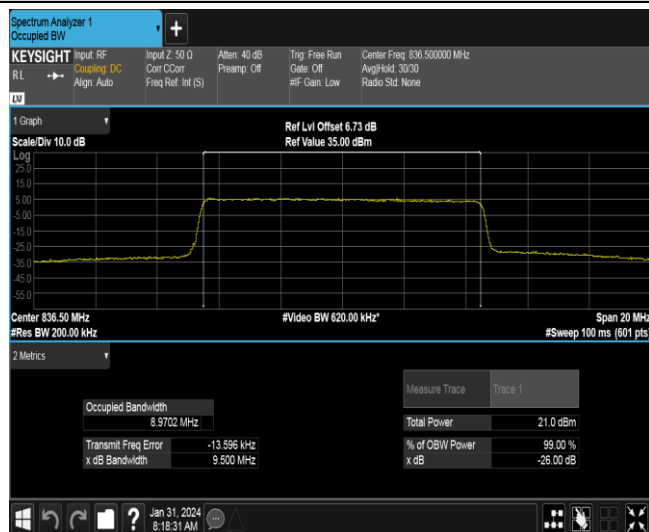 Spectrum Analyzer 1
Occupied BW
+
KEYSIGHT
RL
Input: RF
Coupling: DC
Align: Auto
Input Z: 50 Ω
Corr CCorr
Freq Ref: Int (S)
Atten: 40 dB
Preamp: Off
Trig: Free Run
Gate: Off
#IF Gain: Low
Center Freq: 836.500000 MHz
Avg|Hold: 30/30
Radio Std: None
LXI
1 Graph
Scale/Div 10.0 dB
Ref Lvl Offset 6.73 dB
Ref Value 35.00 dBm
Log
25.0
15.0
5.00
-5.00
-15.0
-25.0
-35.0
-45.0
-55.0
Center 836.50 MHz
#Res BW 200.00 kHz
#Video BW 620.00 kHz*
Span 20 MHz
#Sweep 100 ms (601 pts
2 Metrics
Measure Trace Trace 1
Occupied Bandwidth
8.9702 MHz
Total Power 21.0 dBm
Transmit Freq Error -13.596 kHz
% of OBW Power 99.00 %
x dB Bandwidth 9.500 MHz
x dB -26.00 dB
?
Jan 31, 2024
8:18:31 AM